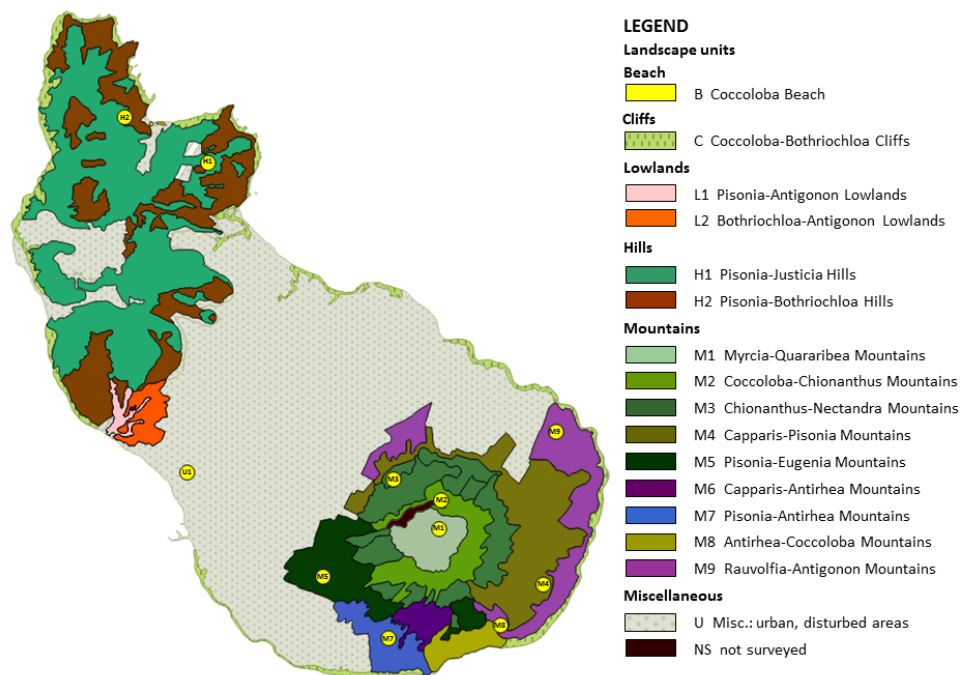 LEGEND
Landscape units
Beach
B Coccoloba Beach
Cliffs
C Coccoloba-Bothriochloa Cliffs
Lowlands
L1 Pisonia-Antigonon Lowlands
L2 Bothriochloa-Antigonon Lowlands
Hills
H1 Pisonia-Justicia Hills
H2 Pisonia-Bothriochloa Hills
Mountains
M1 Myrcia-Quararibea Mountains
M2 Coccoloba-Chionanthus Mountains
M3 Chionanthus-Nectandra Mountains
M4 Capparis-Pisonia Mountains
M5 Pisonia-Eugenia Mountains
M6 Capparis-Antirhea Mountains
M7 Pisonia-Antirhea Mountains
M8 Antirhea-Coccoloba Mountains
M9 Rauvolfia-Antigonon Mountains
Miscellaneous
U Misc.: urban, disturbed areas
NS not surveyed
H2
H1
U1
M9
M3
M2
M1
M5
M4
M8
M7